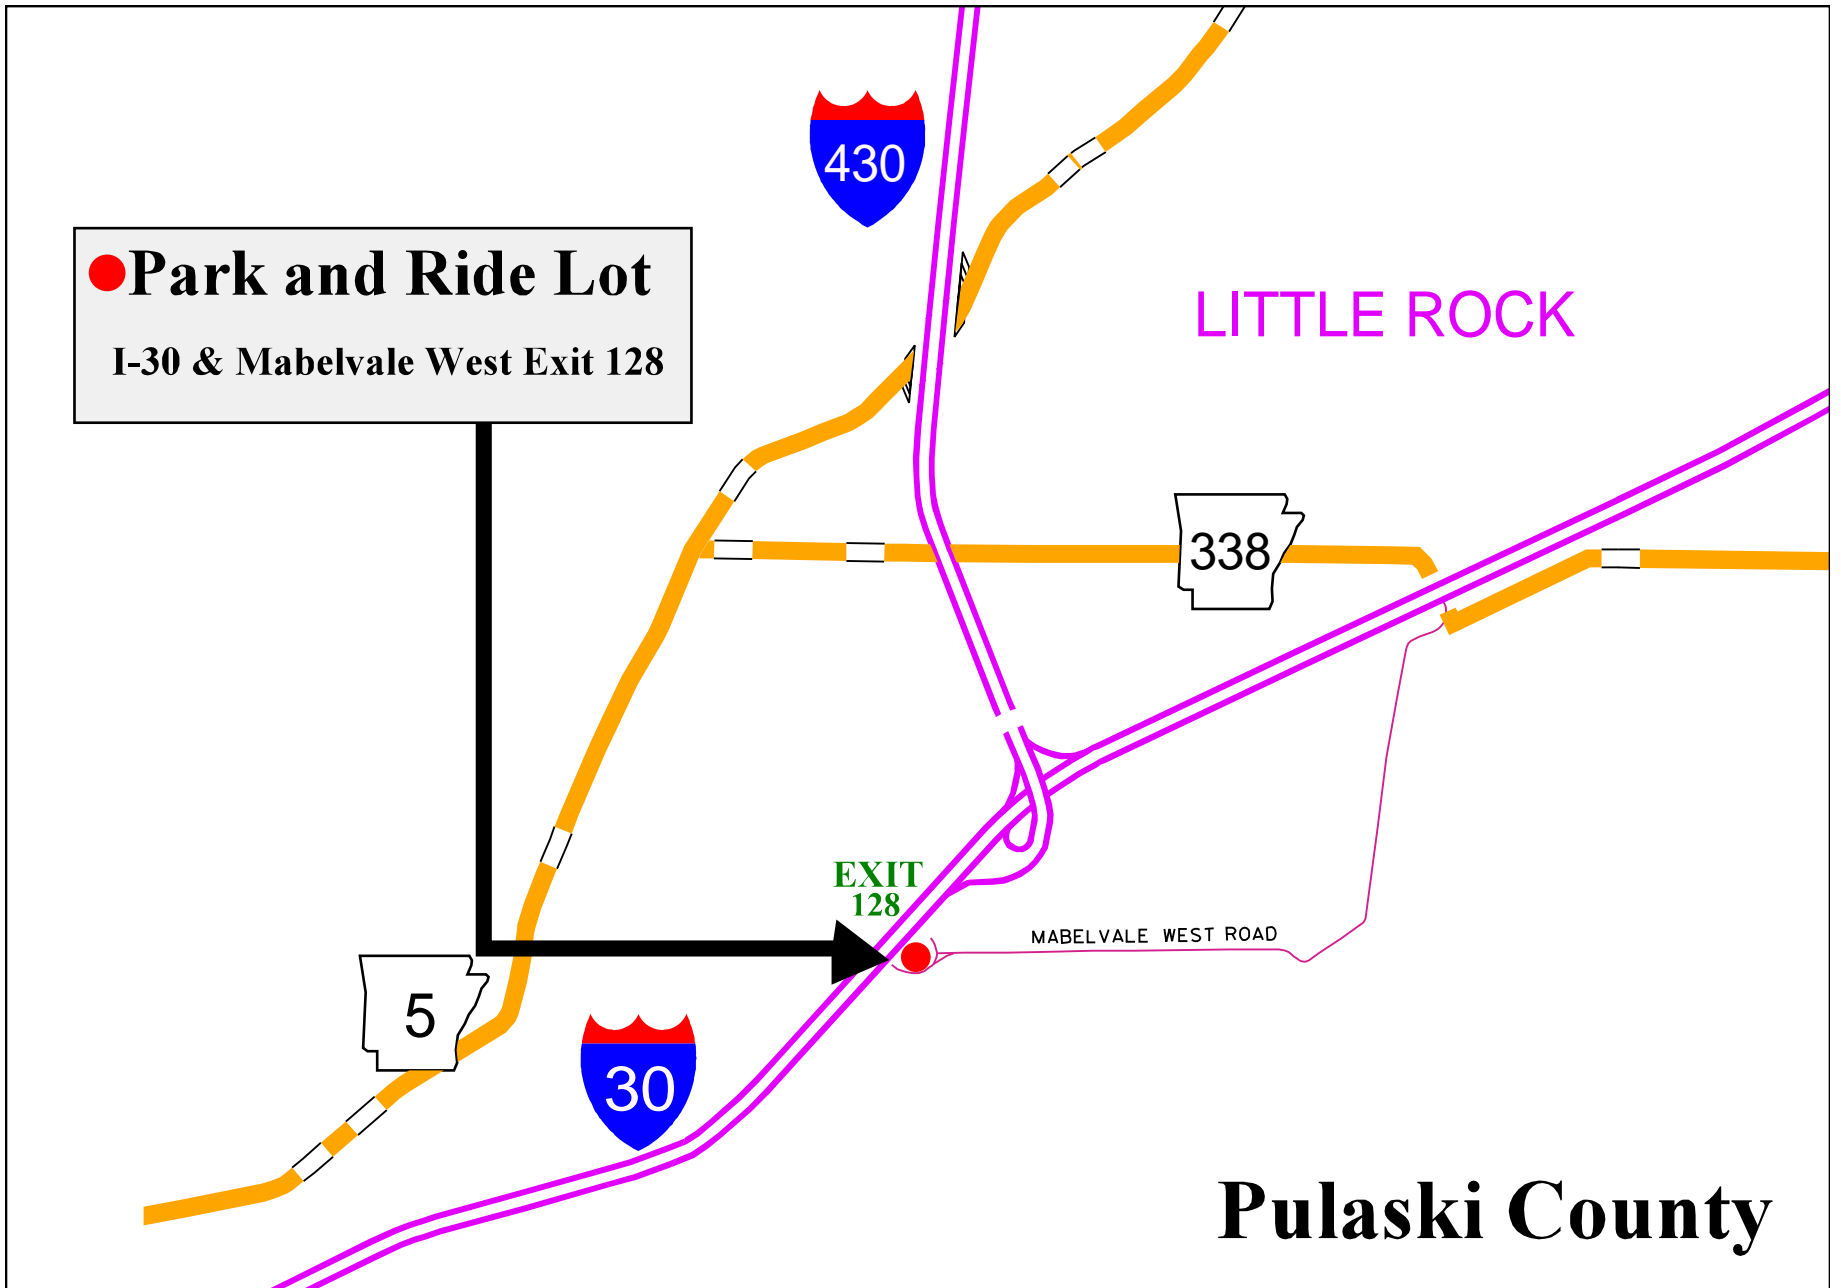 430
Park and Ride Lot
I-30 & Mabelvale West Exit 128
LITTLE ROCK
338
EXIT
128
MABELVALE WEST ROAD
5
30
Pulaski County